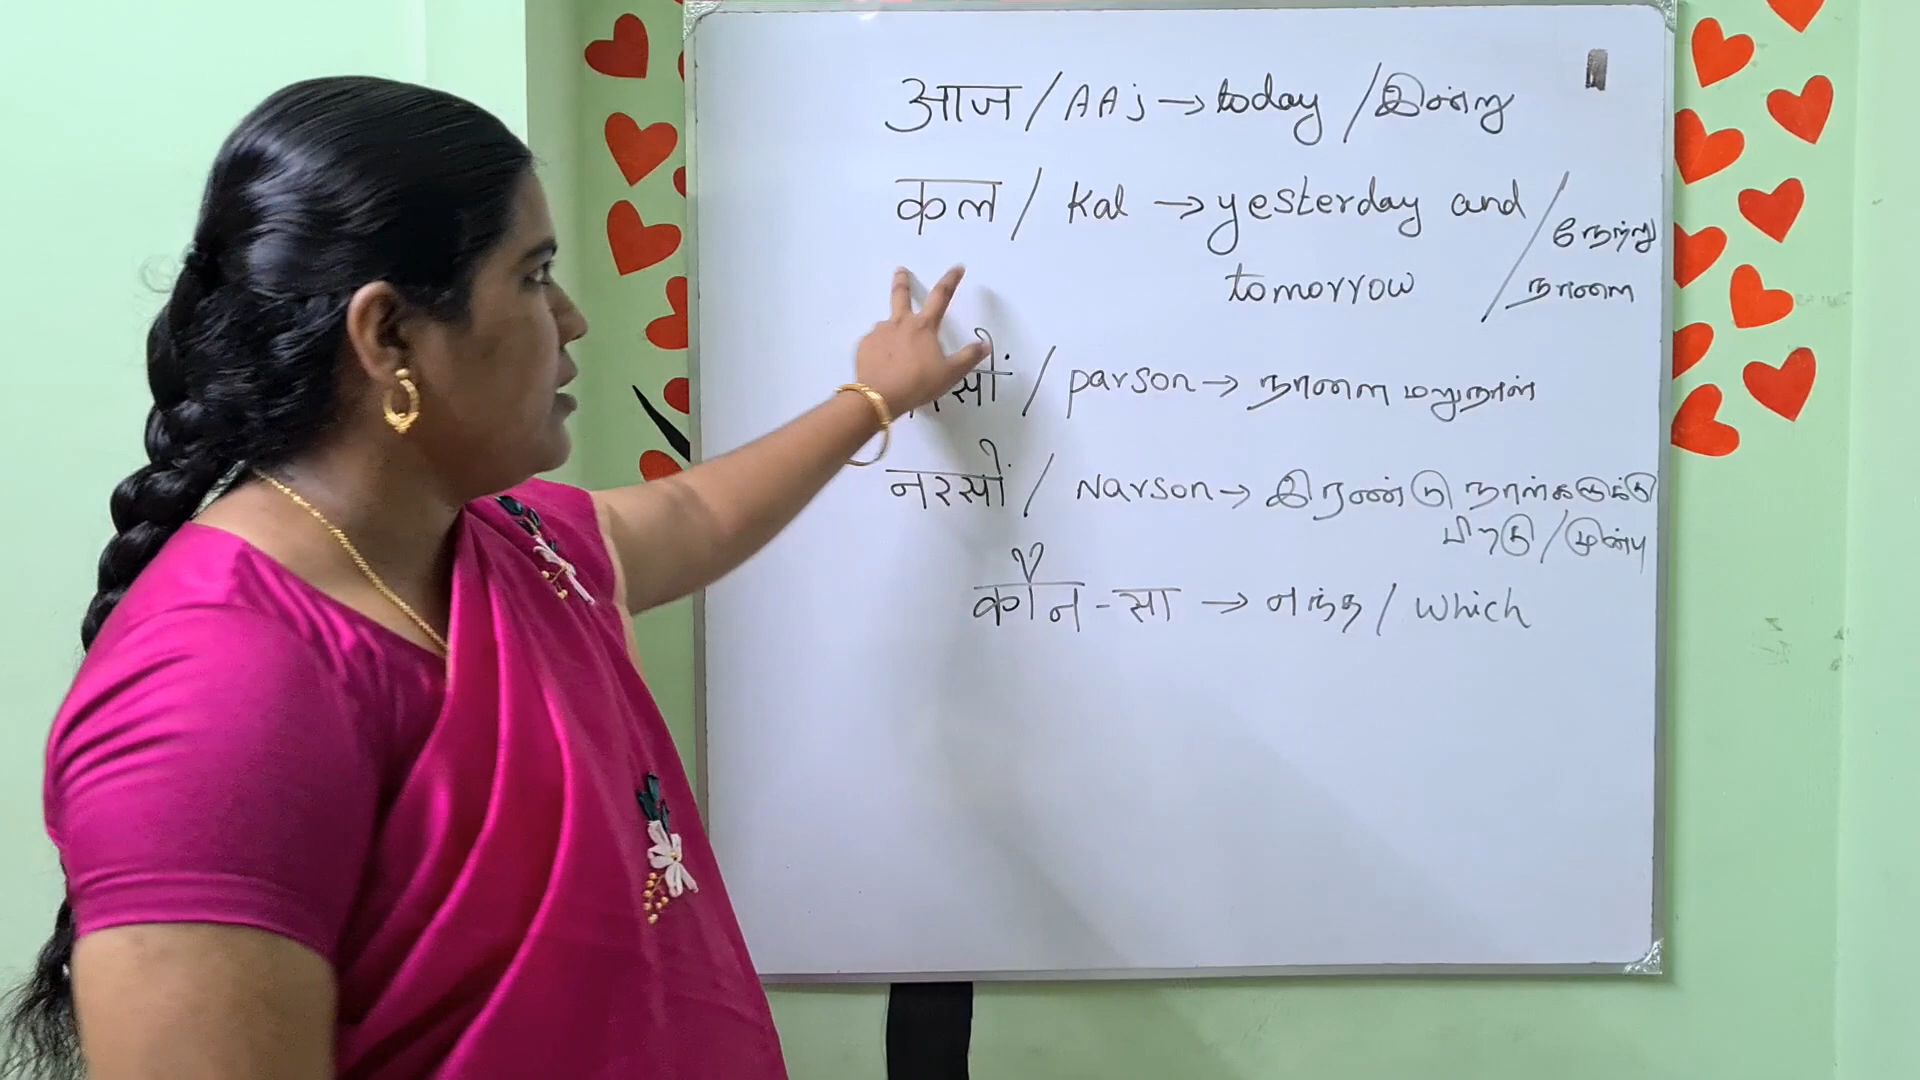 आज / AAj → today / இன்று
कल / Kal → yesterday and / நேற்று
tomorrow / நாளை
सों / parson → நாளை மறுநாள்
नरसों / Narson → இரண்டு நாள்களுக்கு
பிறகு / முன்பு
कौन - सा → எந்த / which